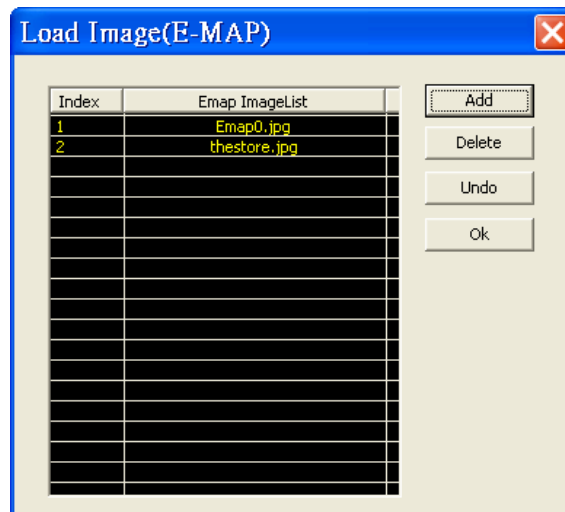 Load Image(E-MAP)
Index Emap ImageList
1 Emap0.jpg
2 thestore.jpg
Add
Delete
Undo
Ok